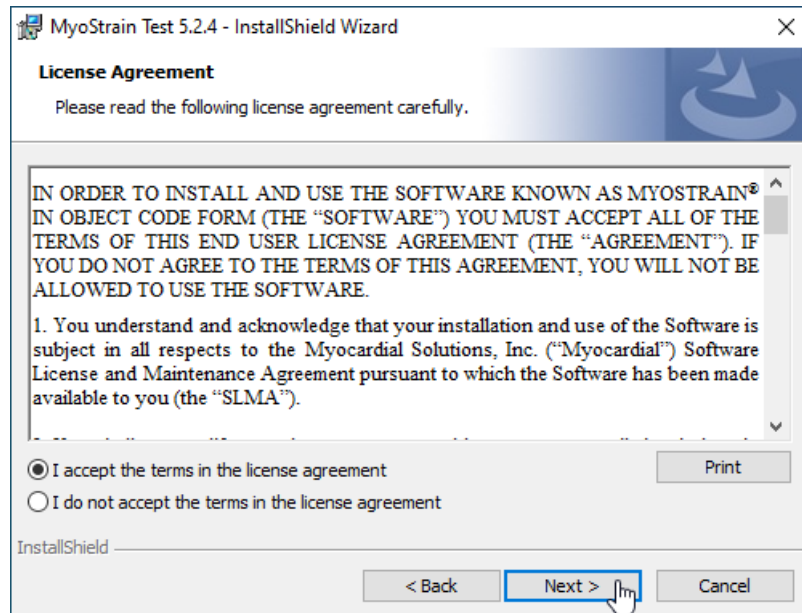 MyoStrain Test 5.2.4 - InstallShield Wizard
License Agreement
Please read the following license agreement carefully.
IN ORDER TO INSTALL AND USE THE SOFTWARE KNOWN AS MYOSTRAIN®
IN OBJECT CODE FORM (THE “SOFTWARE”) YOU MUST ACCEPT ALL OF THE
TERMS OF THIS END USER LICENSE AGREEMENT (THE “AGREEMENT”). IF
YOU DO NOT AGREE TO THE TERMS OF THIS AGREEMENT, YOU WILL NOT BE
ALLOWED TO USE THE SOFTWARE.
1. You understand and acknowledge that your installation and use of the Software is
subject in all respects to the Myocardial Solutions, Inc. (“Myocardial”) Software
License and Maintenance Agreement pursuant to which the Software has been made
available to you (the “SLMA”).
I accept the terms in the license agreement
Print
I do not accept the terms in the license agreement
InstallShield
< Back
Next >
Cancel